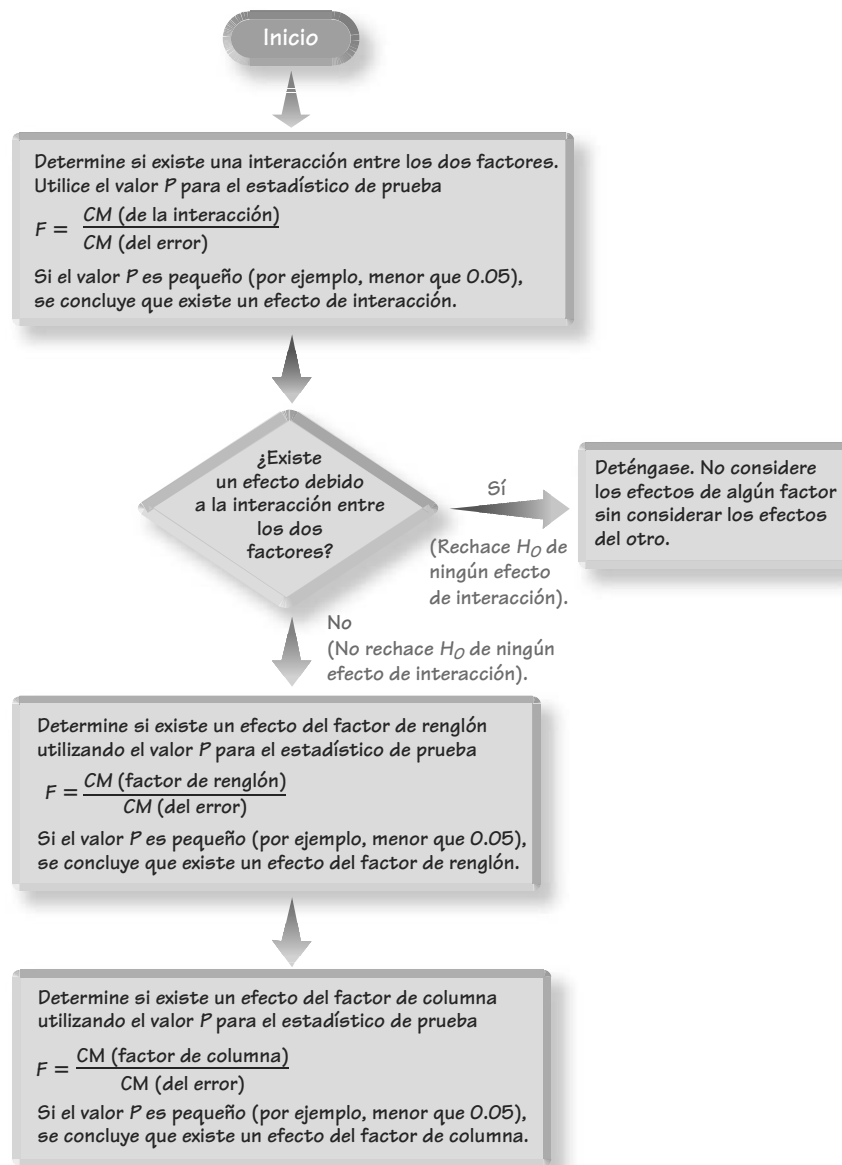 Inicio
Determine si existe una interacción entre los dos factores.
Utilice el valor P para el estadístico de prueba
F = CM (de la interacción)
CM (del error)
Si el valor P es pequeño (por ejemplo, menor que 0.05),
se concluye que existe un efecto de interacción.
¿Existe
un efecto debido
a la interacción entre
los dos
factores?
Sí
(Rechace H0 de
ningún efecto
de interacción).
Deténgase. No considere
los efectos de algún factor
sin considerar los efectos
del otro.
No
(No rechace H0 de ningún
efecto de interacción).
Determine si existe un efecto del factor de renglón
utilizando el valor P para el estadístico de prueba
F = CM (factor de renglón)
CM (del error)
Si el valor P es pequeño (por ejemplo, menor que 0.05),
se concluye que existe un efecto del factor de renglón.
Determine si existe un efecto del factor de columna
utilizando el valor P para el estadístico de prueba
F = CM (factor de columna)
CM (del error)
Si el valor P es pequeño (por ejemplo, menor que 0.05),
se concluye que existe un efecto del factor de columna.